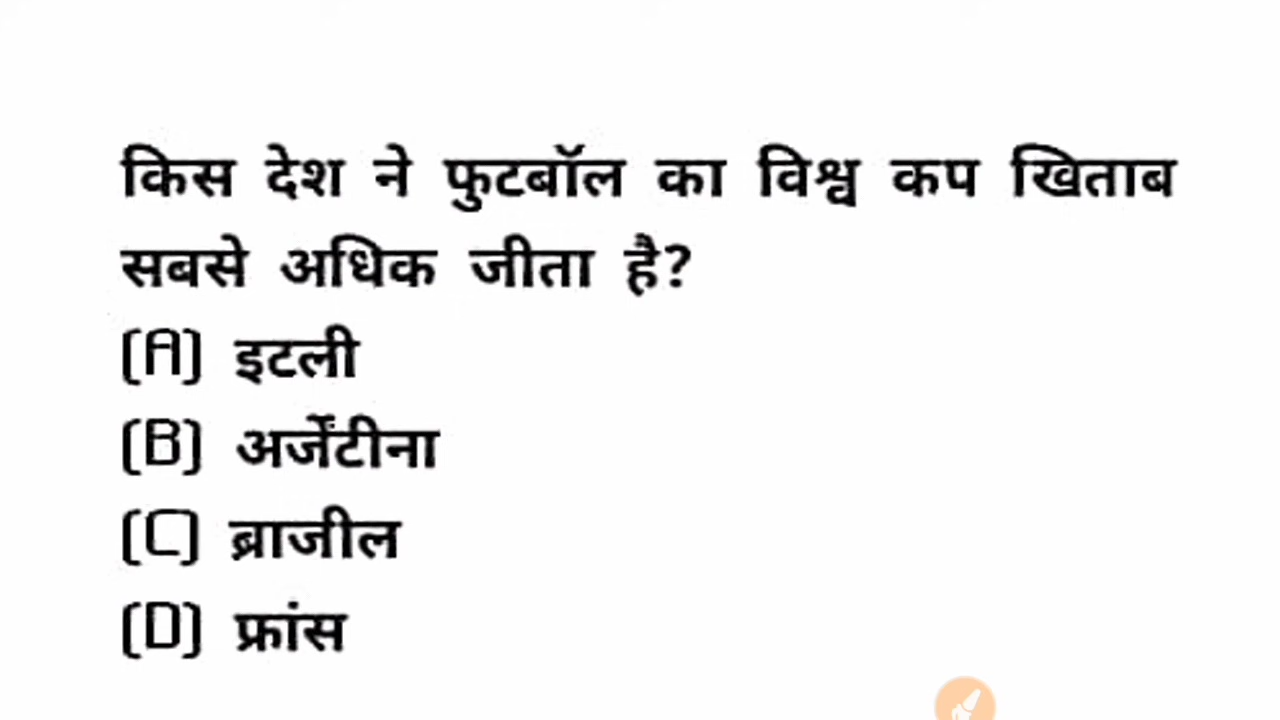 किस देश ने फुटबॉल का विश्व कप खिताब
सबसे अधिक जीता है?
(A) इटली
(B) अर्जेंटीना
(C) ब्राजील
(D) फ्रांस